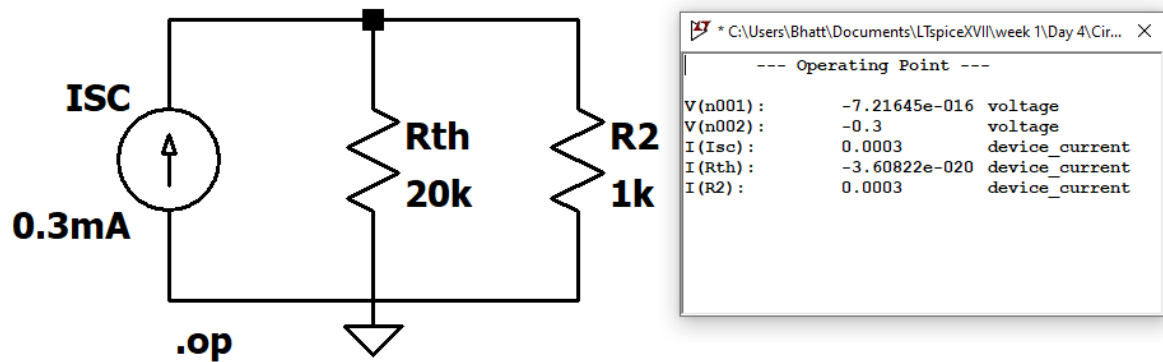 ISC
0.3mA
Rth
20k
R2
1k
.op
* C:\Users\Bhatt\Documents\LTspiceXVII\week 1\Day 4\Cir...
--- Operating Point ---
V(n001): -7.21645e-016 voltage
V(n002): -0.3 voltage
I(Isc): 0.0003 device_current
I(Rth): -3.60822e-020 device_current
I(R2): 0.0003 device_current